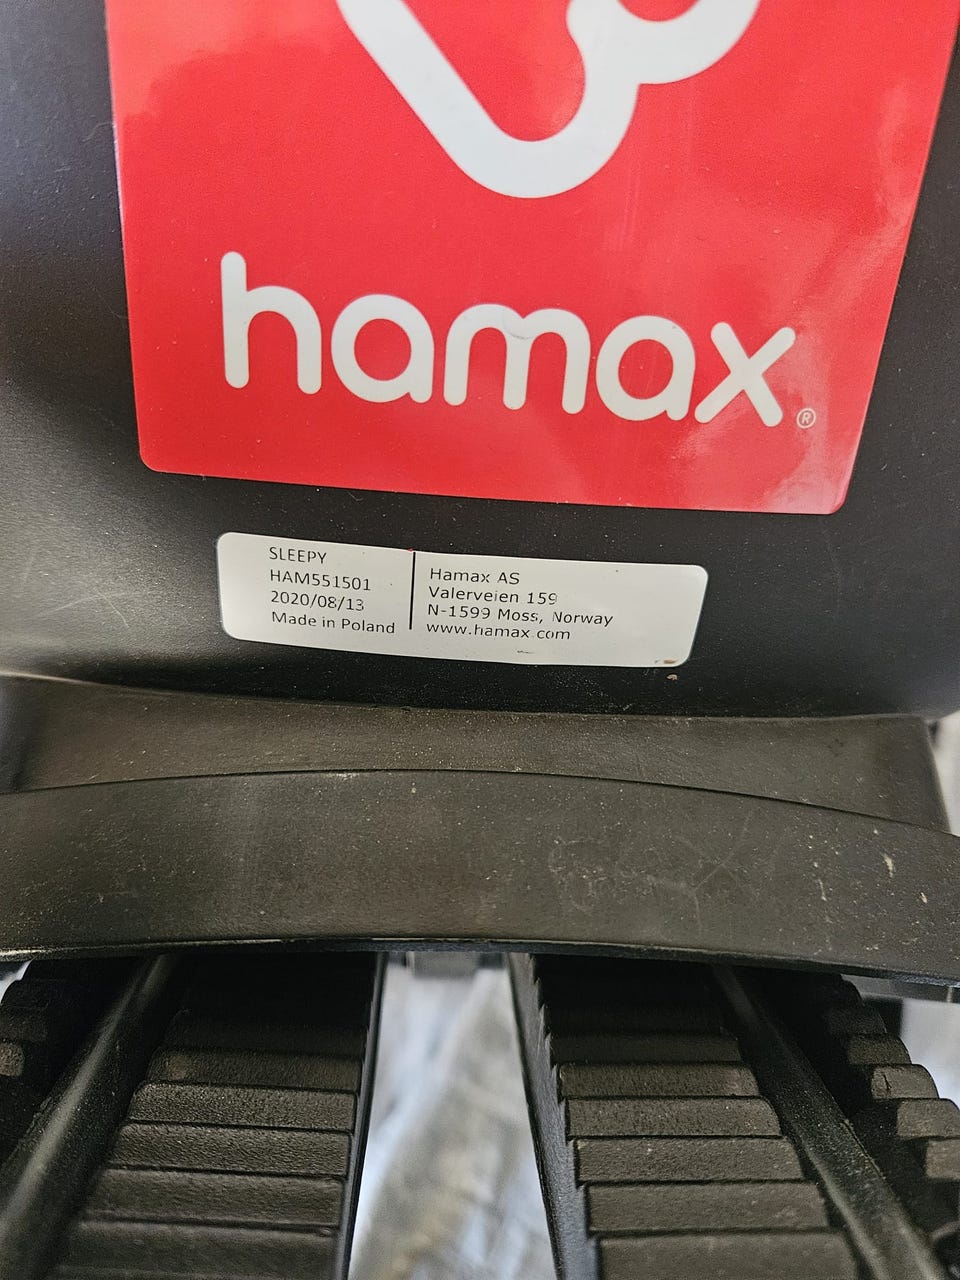 hamax®
SLEEPY
HAM551501
2020/08/13
Made in Poland
Hamax AS
Valerveien 159
N-1599 Moss, Norway
www.hamax.com